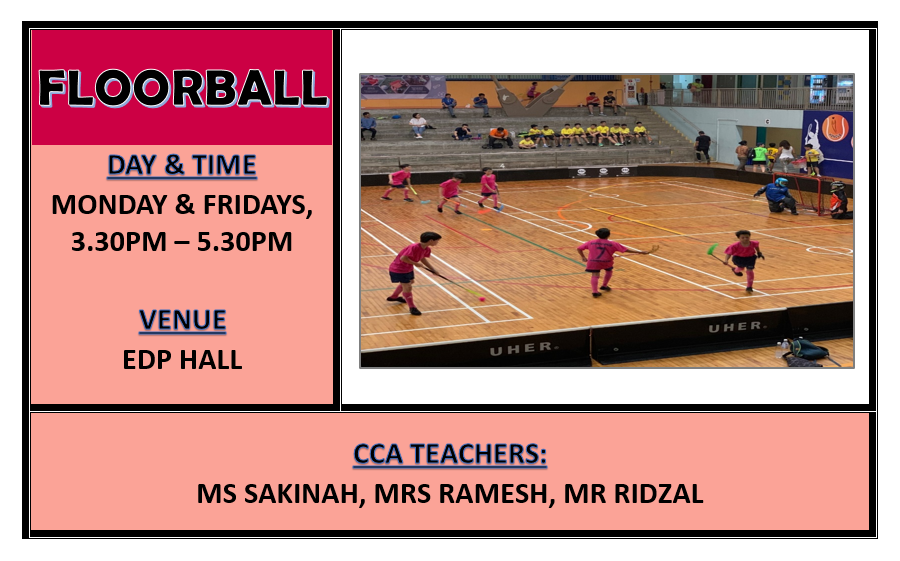 FLOORBALL
DAY & TIME
MONDAY & FRIDAYS,
3.30PM – 5.30PM
VENUE
EDP HALL
UHER
UHER
CCA TEACHERS:
MS SAKINAH, MRS RAMESH, MR RIDZAL